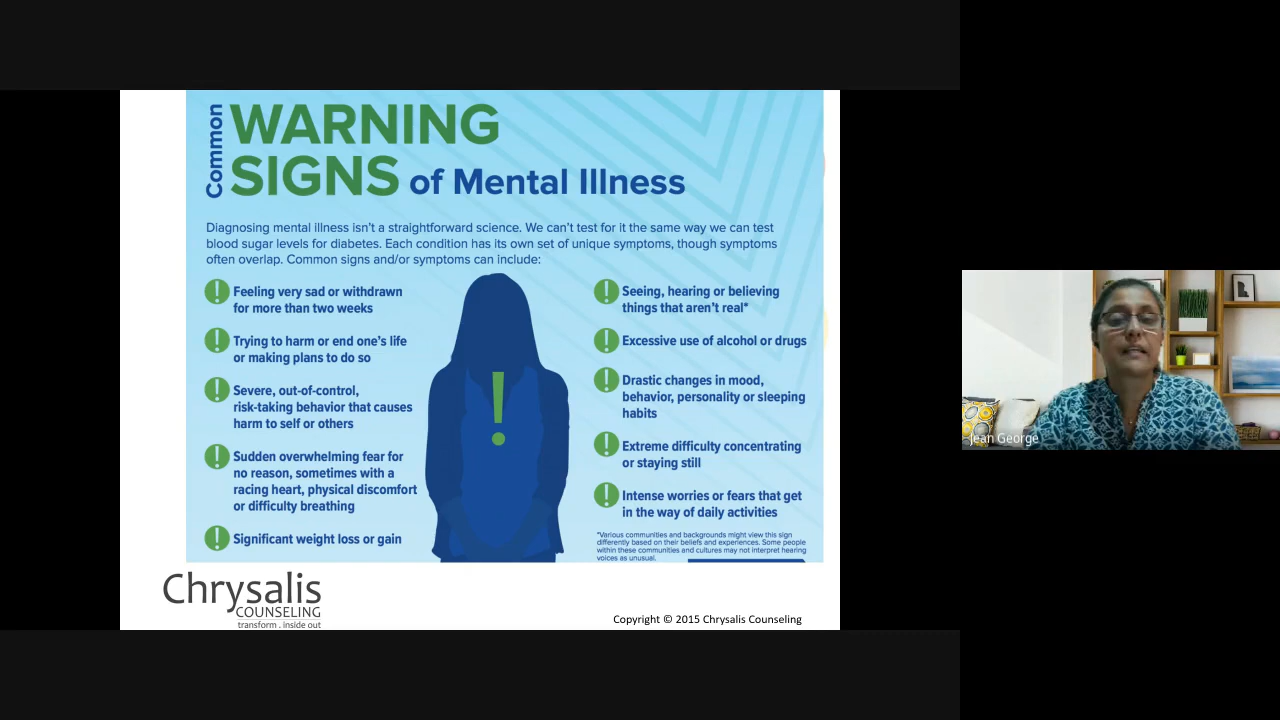 Common
WARNING
SIGNS of Mental Illness
Diagnosing mental illness isn't a straightforward science. We can't test for it the same way we can test
blood sugar levels for diabetes. Each condition has its own set of unique symptoms, though symptoms
often overlap. Common signs and/or symptoms can include:
Feeling very sad or withdrawn
for more than two weeks
Trying to harm or end one's life
or making plans to do so
Severe, out-of-control,
risk-taking behavior that causes
harm to self or others
Sudden overwhelming fear for
no reason, sometimes with a
racing heart, physical discomfort
or difficulty breathing
Significant weight loss or gain
Seeing, hearing or believing
things that aren't real*
Excessive use of alcohol or drugs
Drastic changes in mood,
behavior, personality or sleeping
habits
Extreme difficulty concentrating
or staying still
Intense worries or fears that get
in the way of daily activities
*Various communities and backgrounds might view this sign
differently based on their beliefs and experiences. Some people
within these communities and cultures may not interpret hearing
voices as unusual.
Chrysalis
COUNSELING
transform . inside out
Copyright © 2015 Chrysalis Counseling
Jean George